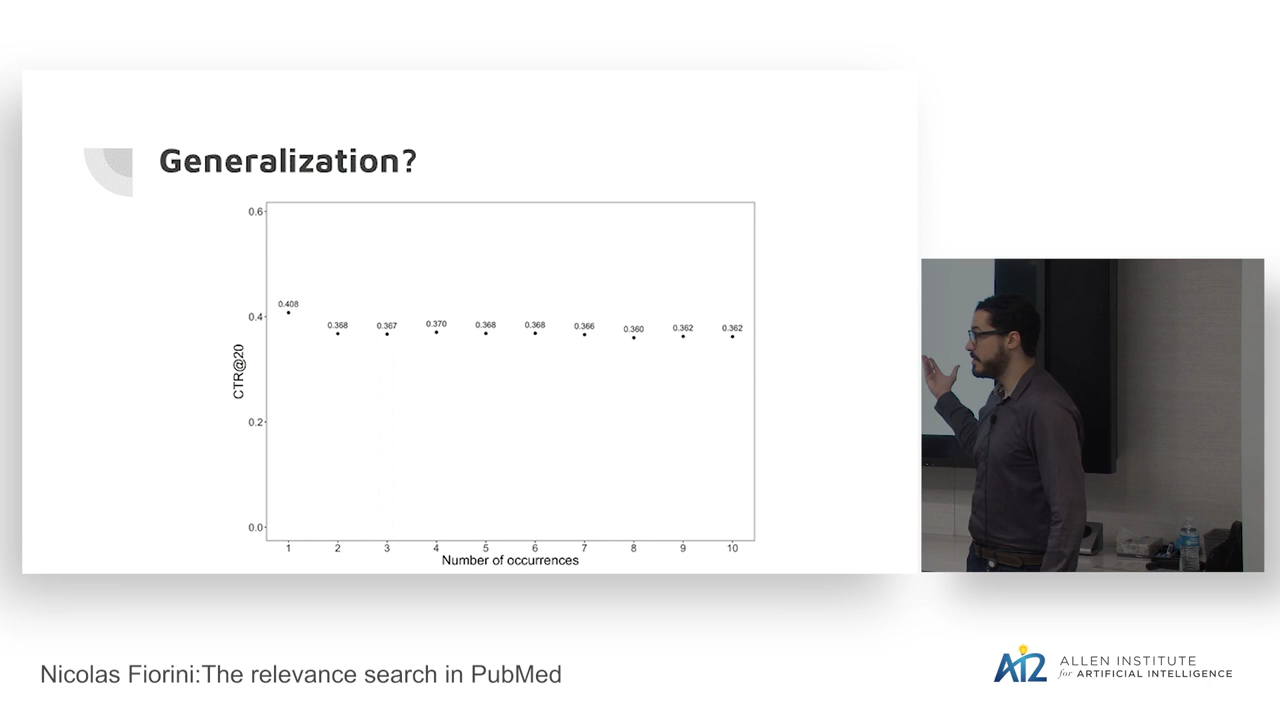 Generalization?
0.6
0.4
0.2
0.0
CTR@20
0.408
0.368
0.367
0.370
0.368
0.368
0.366
0.360
0.362
0.362
1 2 3 4 5 6 7 8 9 10
Number of occurrences
Nicolas Fiorini:The relevance search in PubMed
AI2
ALLEN INSTITUTE
for ARTIFICIAL INTELLIGENCE